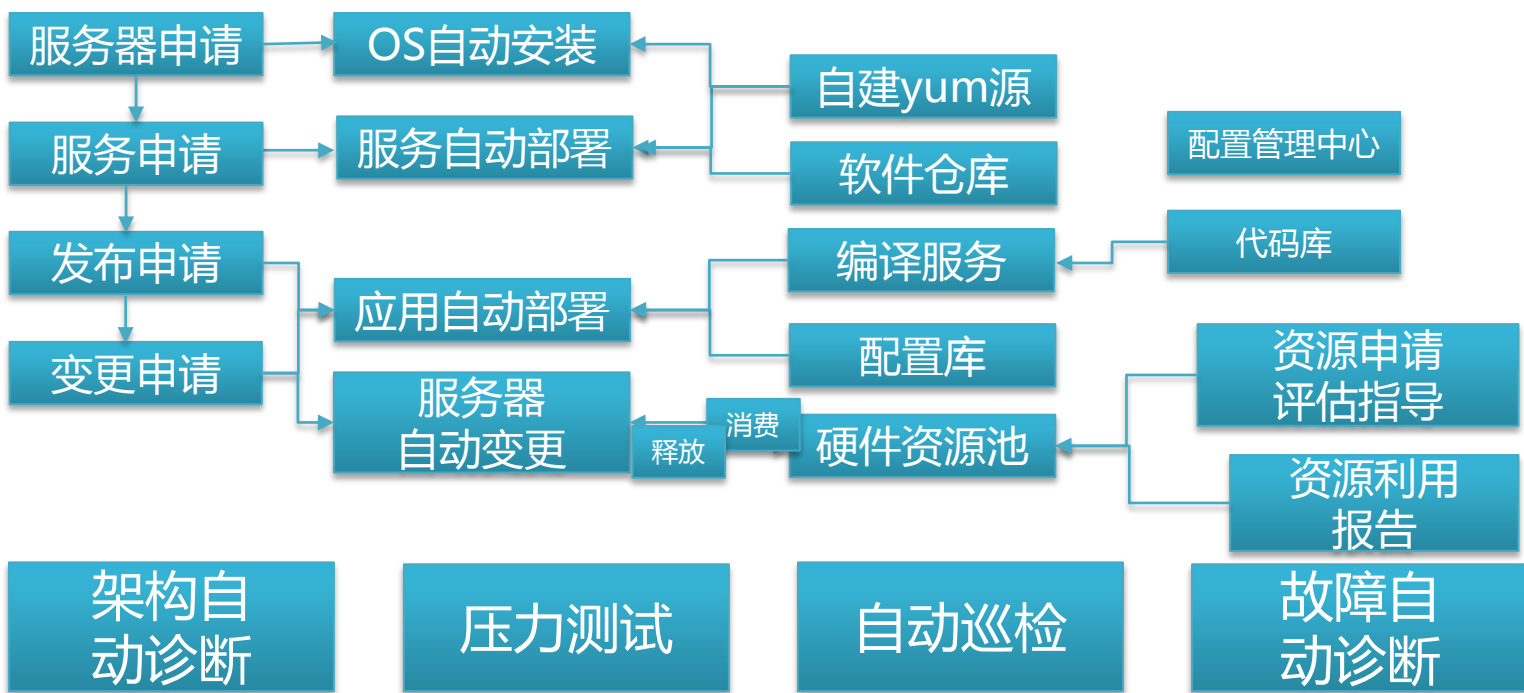 服务器申请
OS自动安装
自建yum源
配置管理中心
服务申请
服务自动部署
软件仓库
发布申请
应用自动部署
编译服务
代码库
变更申请
配置库
资源申请
评估指导
服务器
自动变更
消费
释放
硬件资源池
资源利用
报告
架构自
动诊断
压力测试
自动巡检
故障自
动诊断